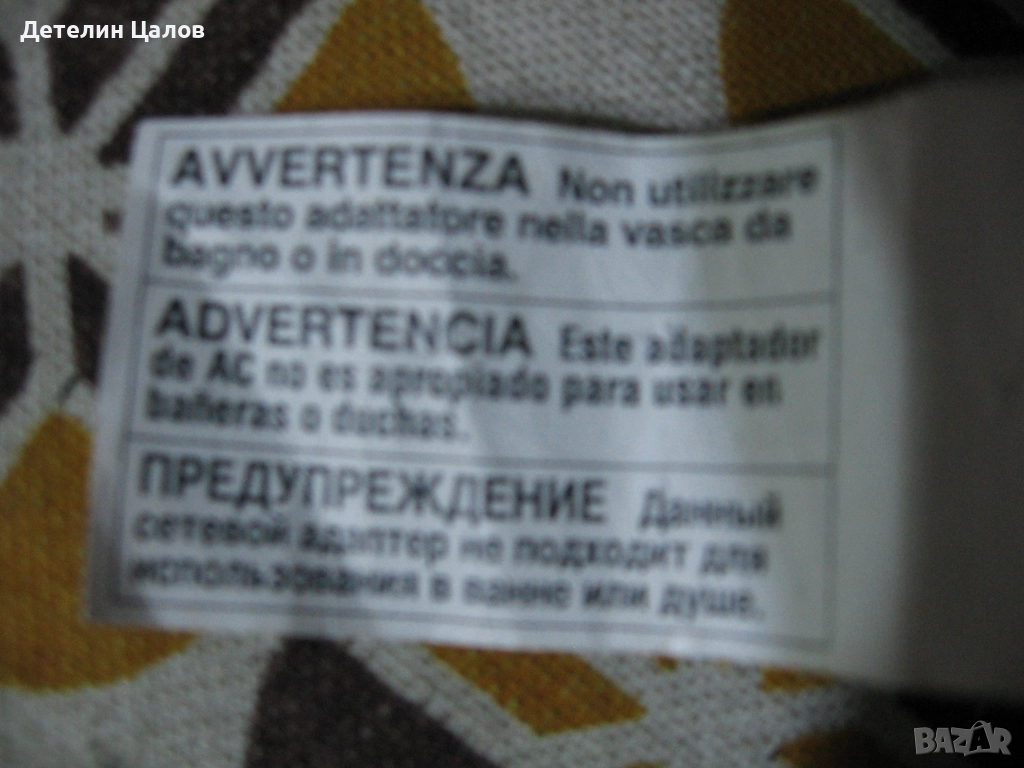 Детелин Цалов
AVVERTENZA Non utilizzare
questo adattatore nella vasca da
bagno o in doccia.
ADVERTENCIA Este adaptador
de AC no es apropiado para usar en
bañeras o duchas.
ПРЕДУПРЕЖДЕНИЕ Данный
сетевой адаптер не подходит для
использования в ванне или душе.
BAZAR